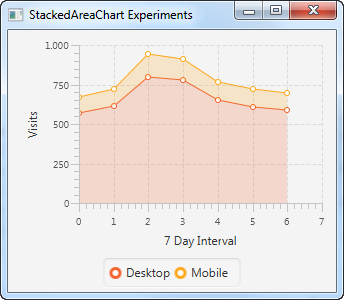 StackedAreaChart Experiments
1.000
750
500
250
0
Visits
0 1 2 3 4 5 6 7
7 Day Interval
Desktop Mobile